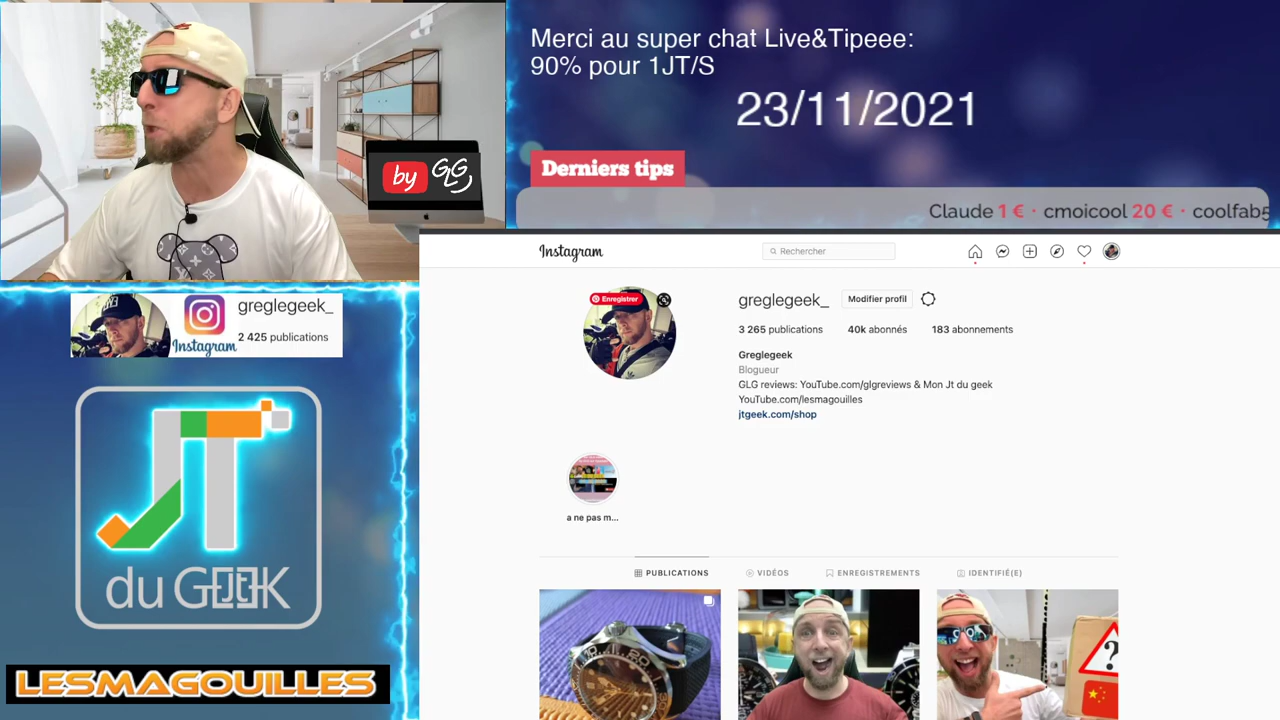 Merci au super chat Live&Tipeee:
90% pour 1JT/S
23/11/2021
Derniers tips
Claude 1 € · cmoicool 20 € · coolfab5
by GLG
Instagram
Rechercher
greglegeek_
2 425 publications
Instagram
Enregistrer
greglegeek_ Modifier profil
3 265 publications 40k abonnés 183 abonnements
Greglegeek
Blogueur
GLG reviews: YouTube.com/glgreviews & Mon Jt du geek
YouTube.com/lesmagouilles
jtgeek.com/shop
a ne pas m...
PUBLICATIONS VIDÉOS ENREGISTREMENTS IDENTIFIÉ(E)
JT
du GEEK
LESMAGOUILLES
?